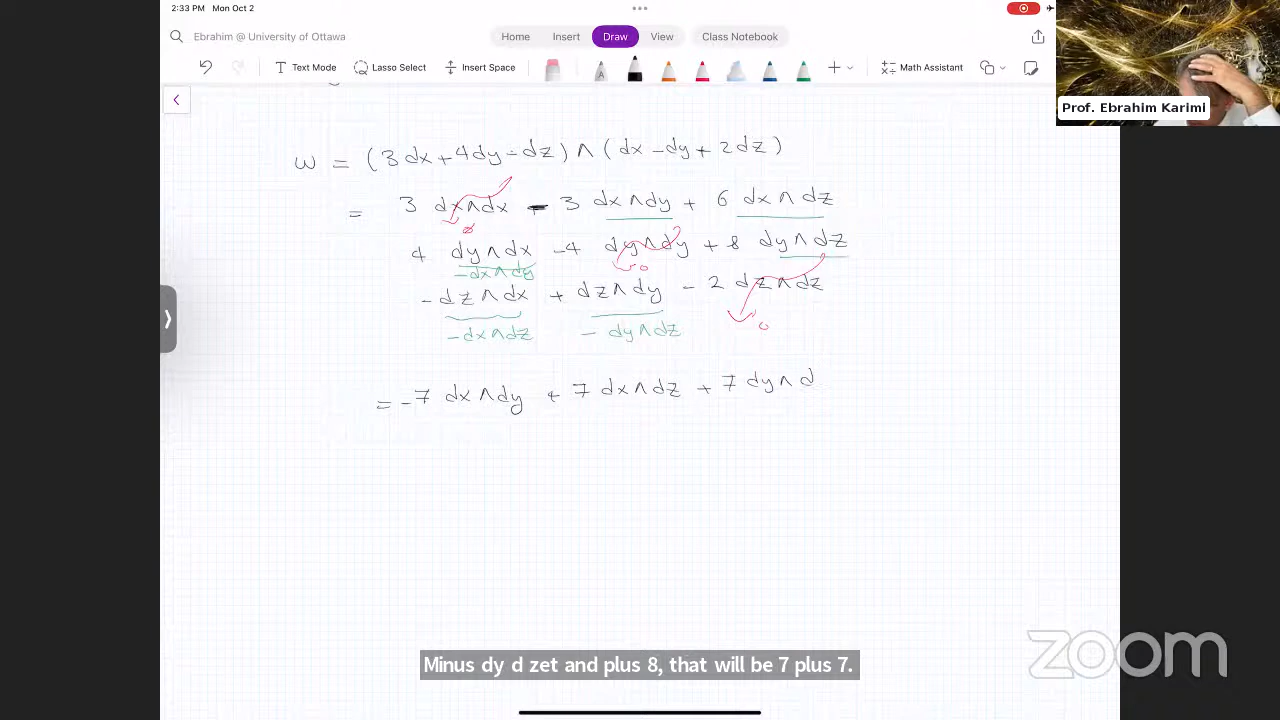 2:33 PM Mon Oct 2
Ebrahim @ University of Ottawa
Home Insert Draw View Class Notebook
Text Mode Lasso Select Insert Space Math Assistant
Prof. Ebrahim Karimi
ω = (3dx+4dy-dz) ∧ (dx-dy+2dz)
= 3 dx∧dx - 3 dx∧dy + 6 dx∧dz
0
4 dy∧dx -4 dy∧dy + 8 dy∧dz
-dx∧dy 0
-dz∧dx + dz∧dy - 2 dz∧dz
-dx∧dz - dy∧dz 0
= -7 dx∧dy + 7 dx∧dz + 7 dy∧d
Minus dy d zet and plus 8, that will be 7 plus 7.
zoom